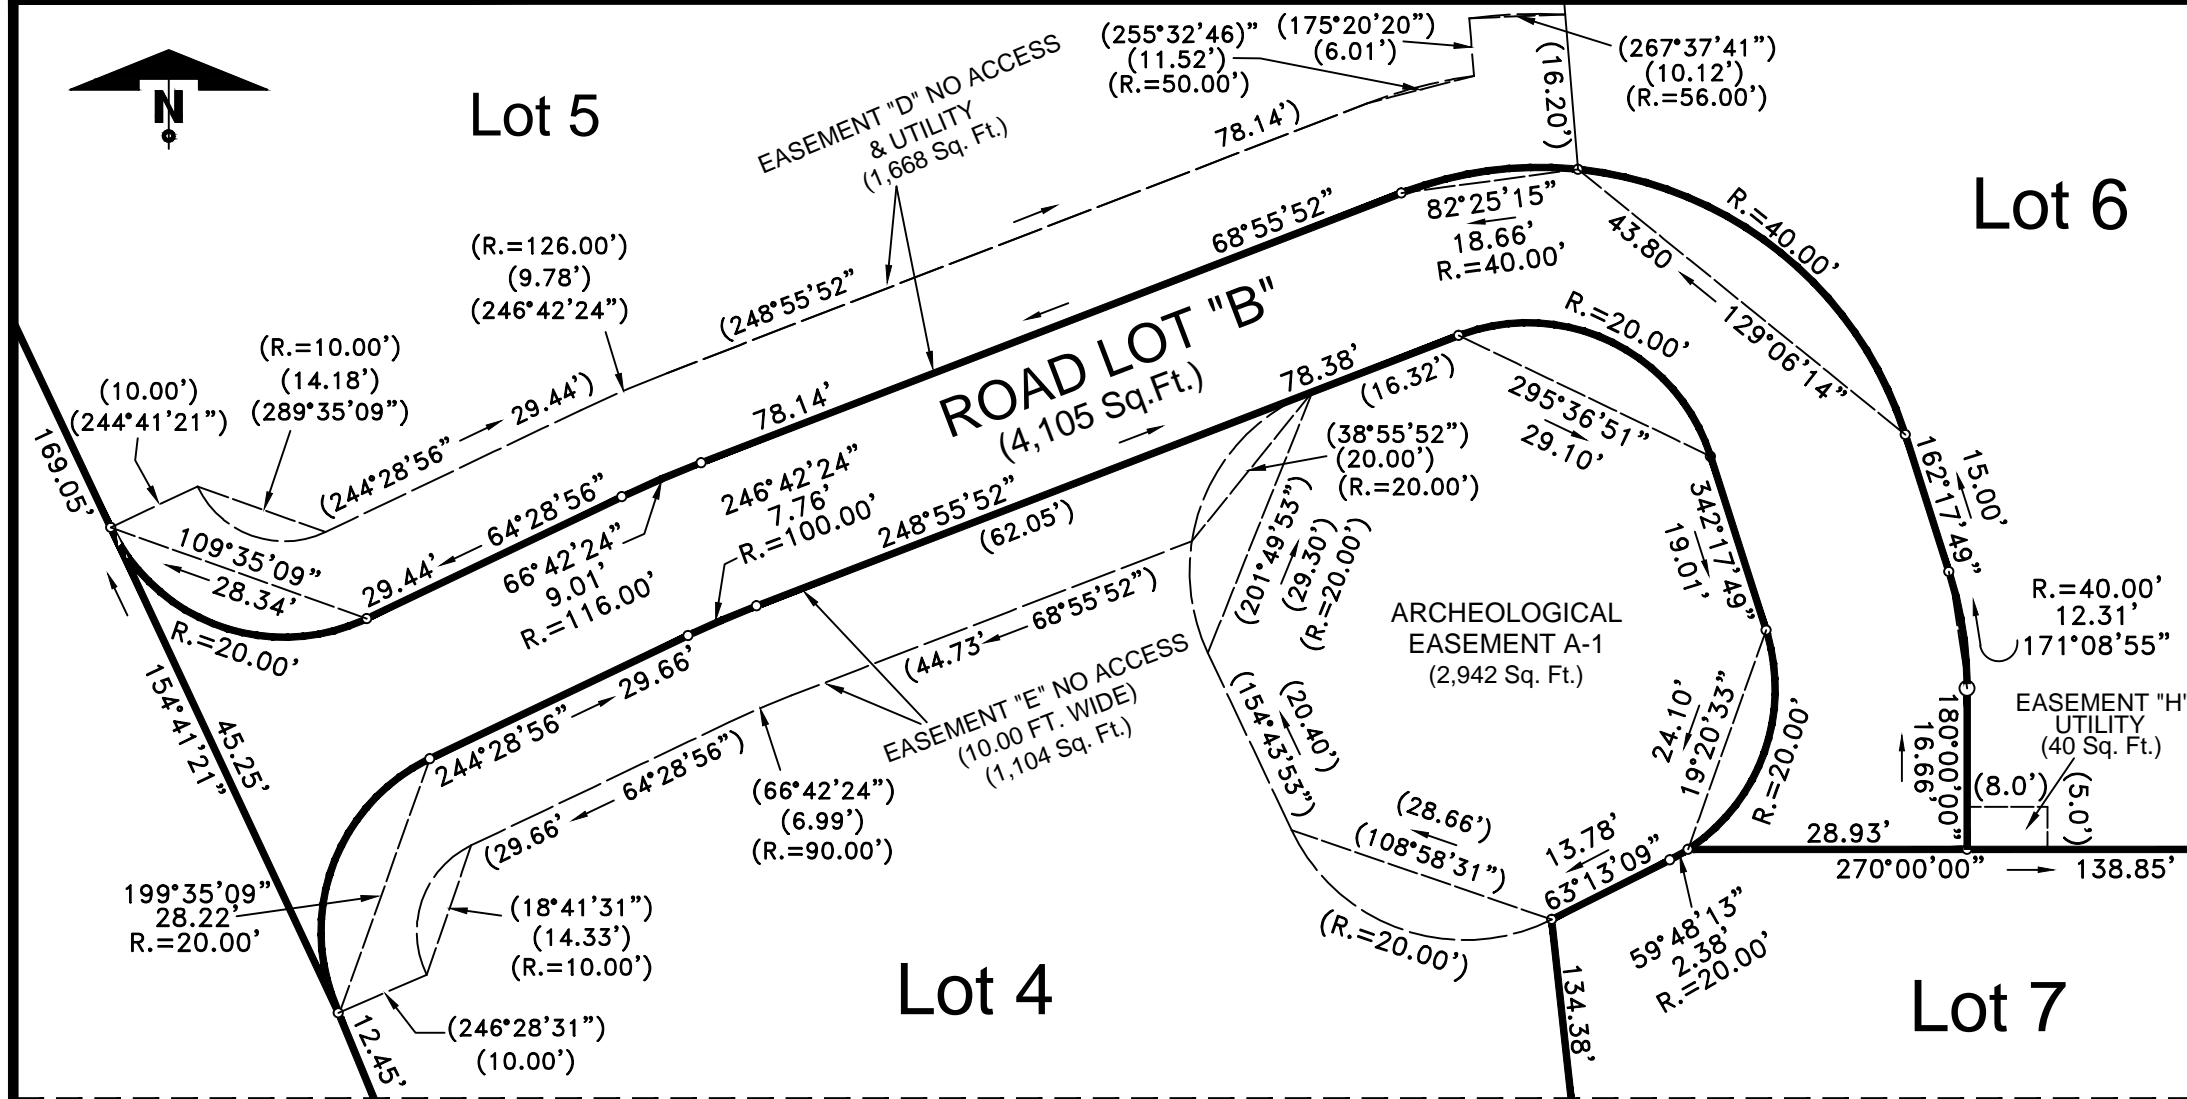 N
Lot 5
EASEMENT "D" NO ACCESS
& UTILITY
(1,668 Sq. Ft.)
(255°32'46)"
(11.52')
(R.=50.00')
(175°20'20")
(6.01')
(16.20')
(267°37'41")
(10.12')
(R.=56.00')
Lot 6
(R.=126.00')
(9.78')
(246°42'24")
(248°55'52"
78.14')
68°55'52"
82°25'15"
18.66'
R.=40.00'
43.80
129°06'14"
R.=40.00'
(R.=10.00')
(14.18')
(289°35'09")
(10.00')
(244°41'21")
(244°28'56"
29.44')
169.05'
109°35'09"
28.34'
R.=20.00'
29.44'
64°28'56"
66°42'24"
9.01'
R.=116.00'
78.14'
ROAD LOT "B"
(4,105 Sq.Ft.)
246°42'24"
7.76'
R.=100.00'
248°55'52"
(62.05')
78.38'
(16.32')
R.=20.00'
295°36'51"
29.10'
(38°55'52")
(20.00')
(R.=20.00')
(201°49'53")
(29.30')
(R.=20.00')
342°17'49"
19.01'
162°17'49"
15.00'
R.=40.00'
12.31'
171°08'55"
ARCHEOLOGICAL
EASEMENT A-1
(2,942 Sq. Ft.)
154°41'21"
45.25'
244°28'56"
29.66'
(44.73'
68°55'52")
EASEMENT "E" NO ACCESS
(10.00 FT. WIDE)
(1,104 Sq. Ft.)
(154°43'53")
(20.40')
24.10'
19°20'33"
R.=20.00'
180°00'00"
16.66'
EASEMENT "H"
UTILITY
(40 Sq. Ft.)
(8.0')
(5.0')
(29.66'
64°28'56")
(66°42'24")
(6.99')
(R.=90.00')
(28.66')
(108°58'31")
13.78'
63°13'09"
28.93'
270°00'00"
138.85'
199°35'09"
28.22'
R.=20.00'
(18°41'31")
(14.33')
(R.=10.00')
(R.=20.00')
59°48'13"
2.38'
R.=20.00'
Lot 4
Lot 7
12.45'
(246°28'31")
(10.00')
134.38'